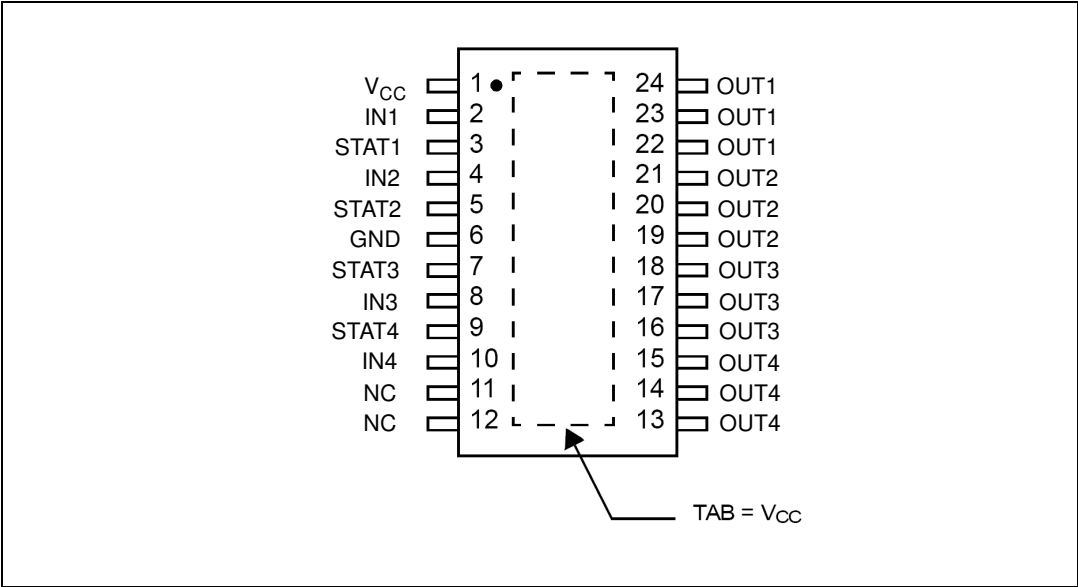 VCC 1 24 OUT1
IN1 2 23 OUT1
STAT1 3 22 OUT1
IN2 4 21 OUT2
STAT2 5 20 OUT2
GND 6 19 OUT2
STAT3 7 18 OUT3
IN3 8 17 OUT3
STAT4 9 16 OUT3
IN4 10 15 OUT4
NC 11 14 OUT4
NC 12 13 OUT4
TAB = VCC